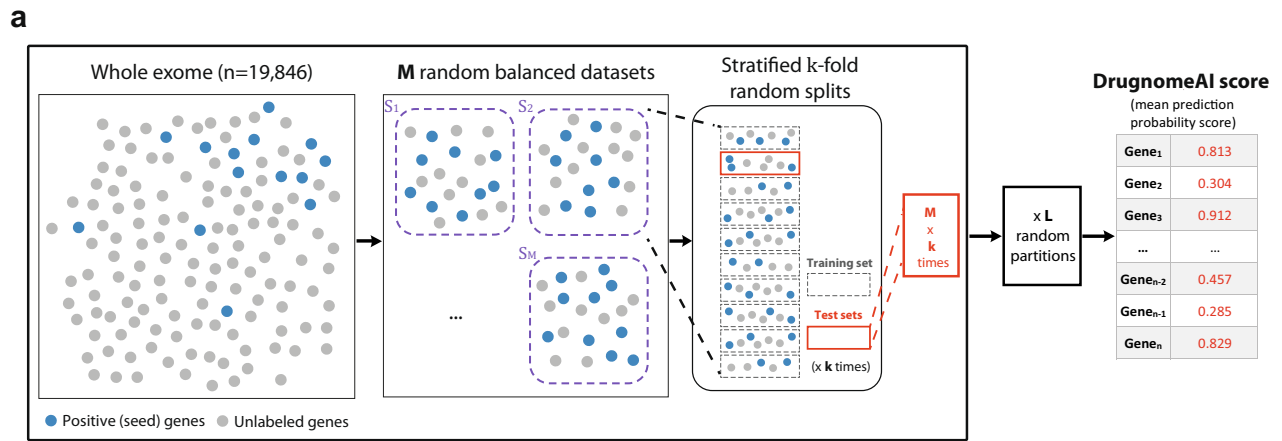 a
Whole exome (n=19,846)
M random balanced datasets
Stratified k-fold
random splits
S1
S2
SM
...
Training set
Test sets
(x k times)
M
x
k
times
x L
random
partitions
DrugnomeAI score
(mean prediction
probability score)
Gene1 0.813
Gene2 0.304
Gene3 0.912
... ...
Genen-2 0.457
Genen-1 0.285
Genen 0.829
Positive (seed) genes Unlabeled genes